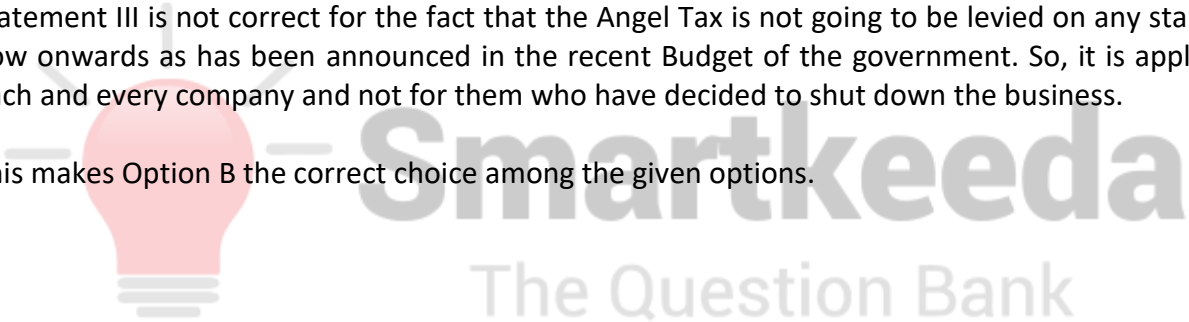 atement III is not correct for the fact that the Angel Tax is not going to be levied on any sta
ow onwards as has been announced in the recent Budget of the government. So, it is appl
ach and every company and not for them who have decided to shut down the business.
his makes Option B the correct choice among the given options.
Smartkeeda
The Question Bank